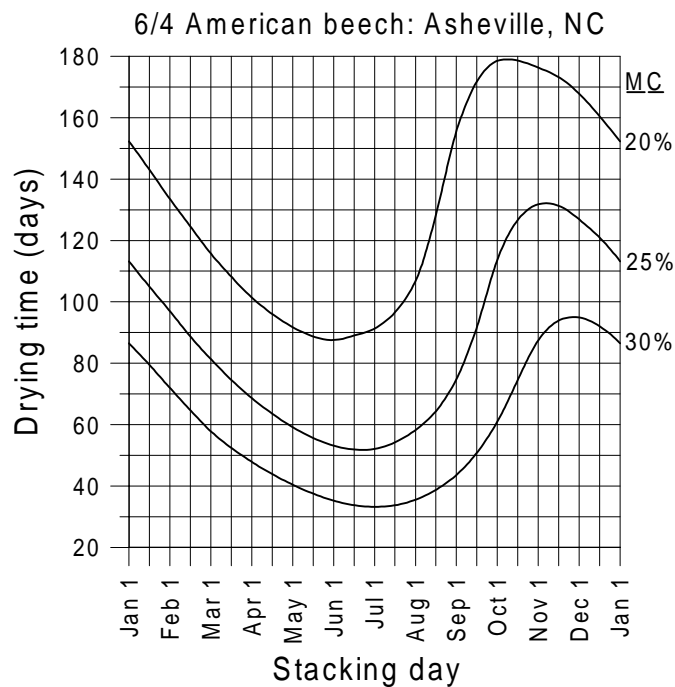 6/4 American beech: Asheville, NC
180
160
140
120
100
80
60
40
20
Drying time (days)
MC
20%
25%
30%
Jan 1
Feb 1
Mar 1
Apr 1
May 1
Jun 1
Jul 1
Aug 1
Sep 1
Oct 1
Nov 1
Dec 1
Jan 1
Stacking day